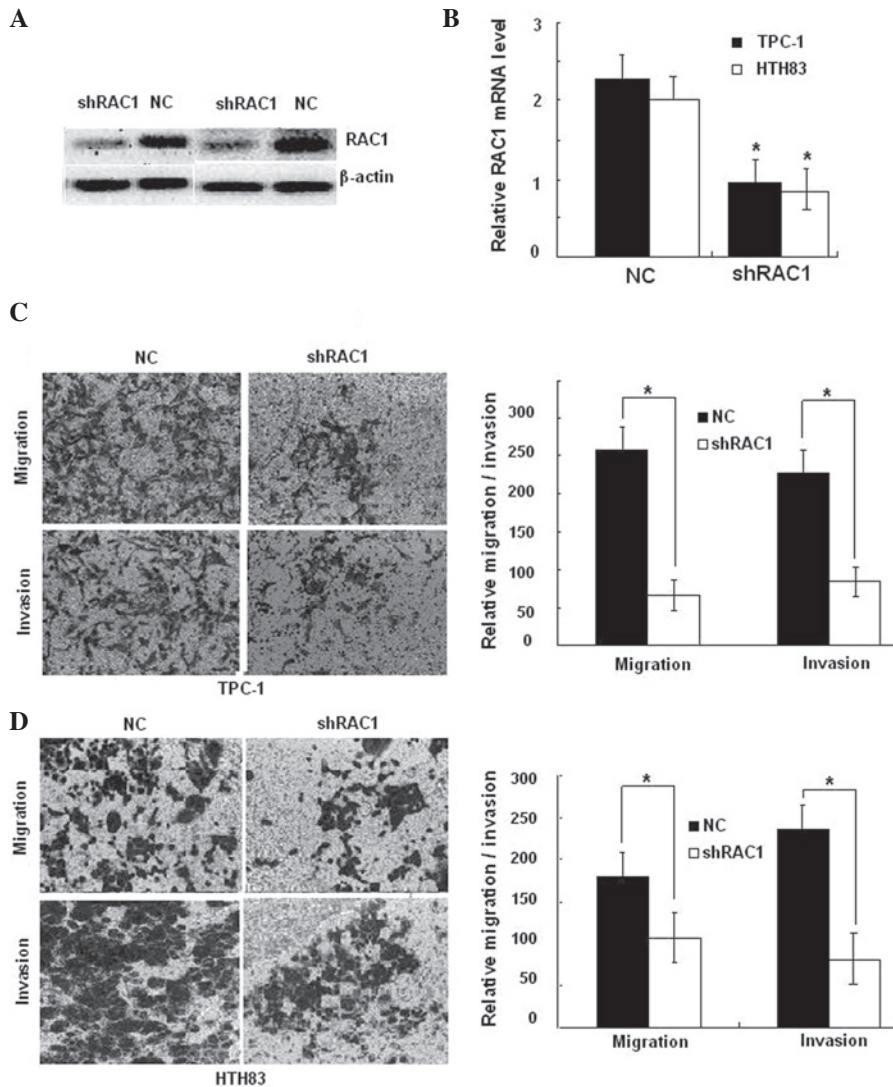 A
shRAC1 NC shRAC1 NC
RAC1
β-actin
B
Relative RAC1 mRNA level
3
2
1
0
TPC-1
HTH83
* *
NC shRAC1
C
NC shRAC1
Migration
Invasion
TPC-1
Relative migration / invasion
300
250
200
150
100
50
0
NC
shRAC1
* *
Migration Invasion
D
NC shRAC1
Migration
Invasion
HTH83
Relative migration / invasion
300
250
200
150
100
50
0
NC
shRAC1
* *
Migration Invasion